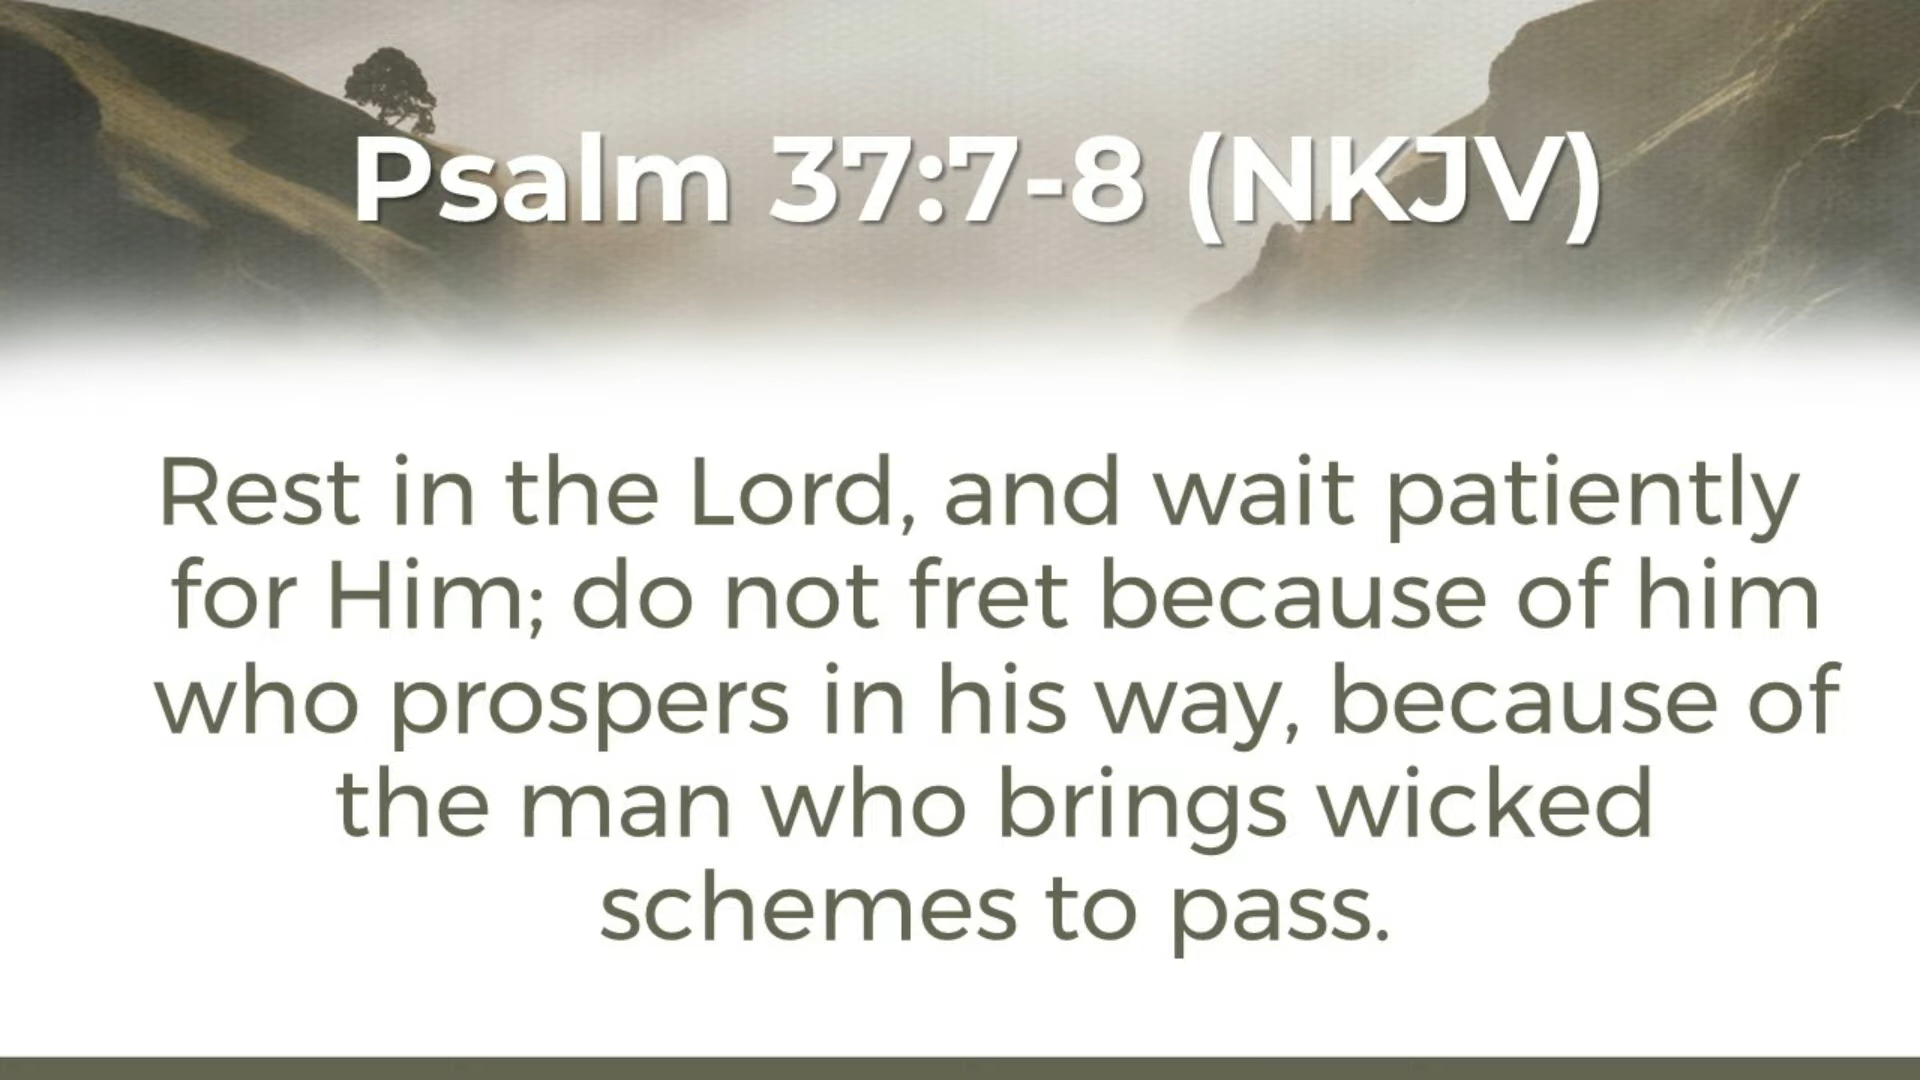 Psalm 37:7-8 (NKJV)
Rest in the Lord, and wait patiently
for Him; do not fret because of him
who prospers in his way, because of
the man who brings wicked
schemes to pass.